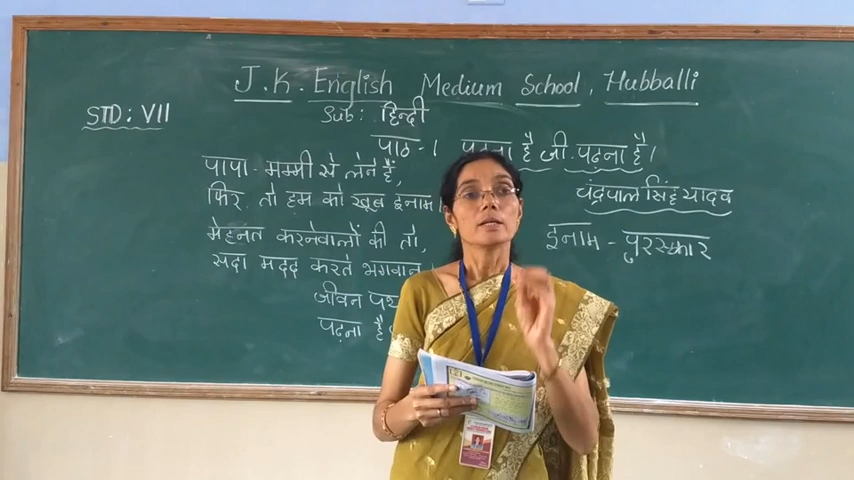 J.K. English Medium School, Hubballi
STD: VII
Sub: हिन्दी
पाठ-1 पढ़ना है जी पढ़ना है।
पापा-मम्मी से लेने हैं,
चंद्रपाल सिंह यादव
फिर तो हम को खूब इनाम
मेहनत करनेवालों की तो,
इनाम - पुरस्कार
सदा मदद करते भगवान।
जीवन
पढ़ना है